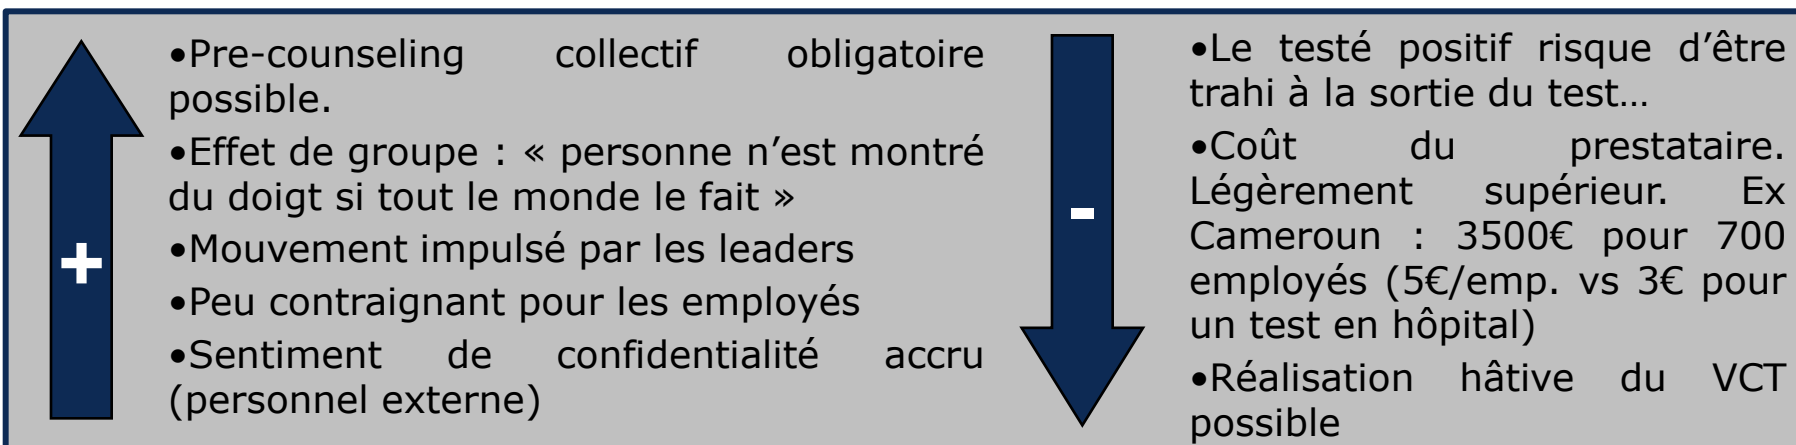 •Pre-counseling collectif obligatoire
possible.
•Effet de groupe : « personne n’est montré
du doigt si tout le monde le fait »
•Mouvement impulsé par les leaders
•Peu contraignant pour les employés
•Sentiment de confidentialité accru
(personnel externe)
+
•Le testé positif risque d’être
trahi à la sortie du test…
•Coût du prestataire.
Légèrement supérieur. Ex
Cameroun : 3500€ pour 700
employés (5€/emp. vs 3€ pour
un test en hôpital)
•Réalisation hâtive du VCT
possible
-